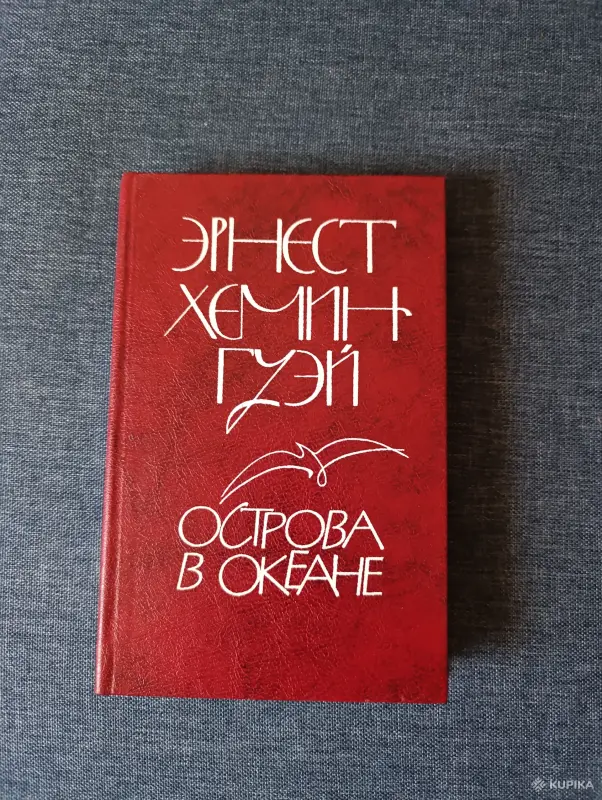 ЭРНЕСТ
ХЕМИН-
ГУЭЙ
ОСТРОВА
В ОКЕАНЕ
KUPIKA